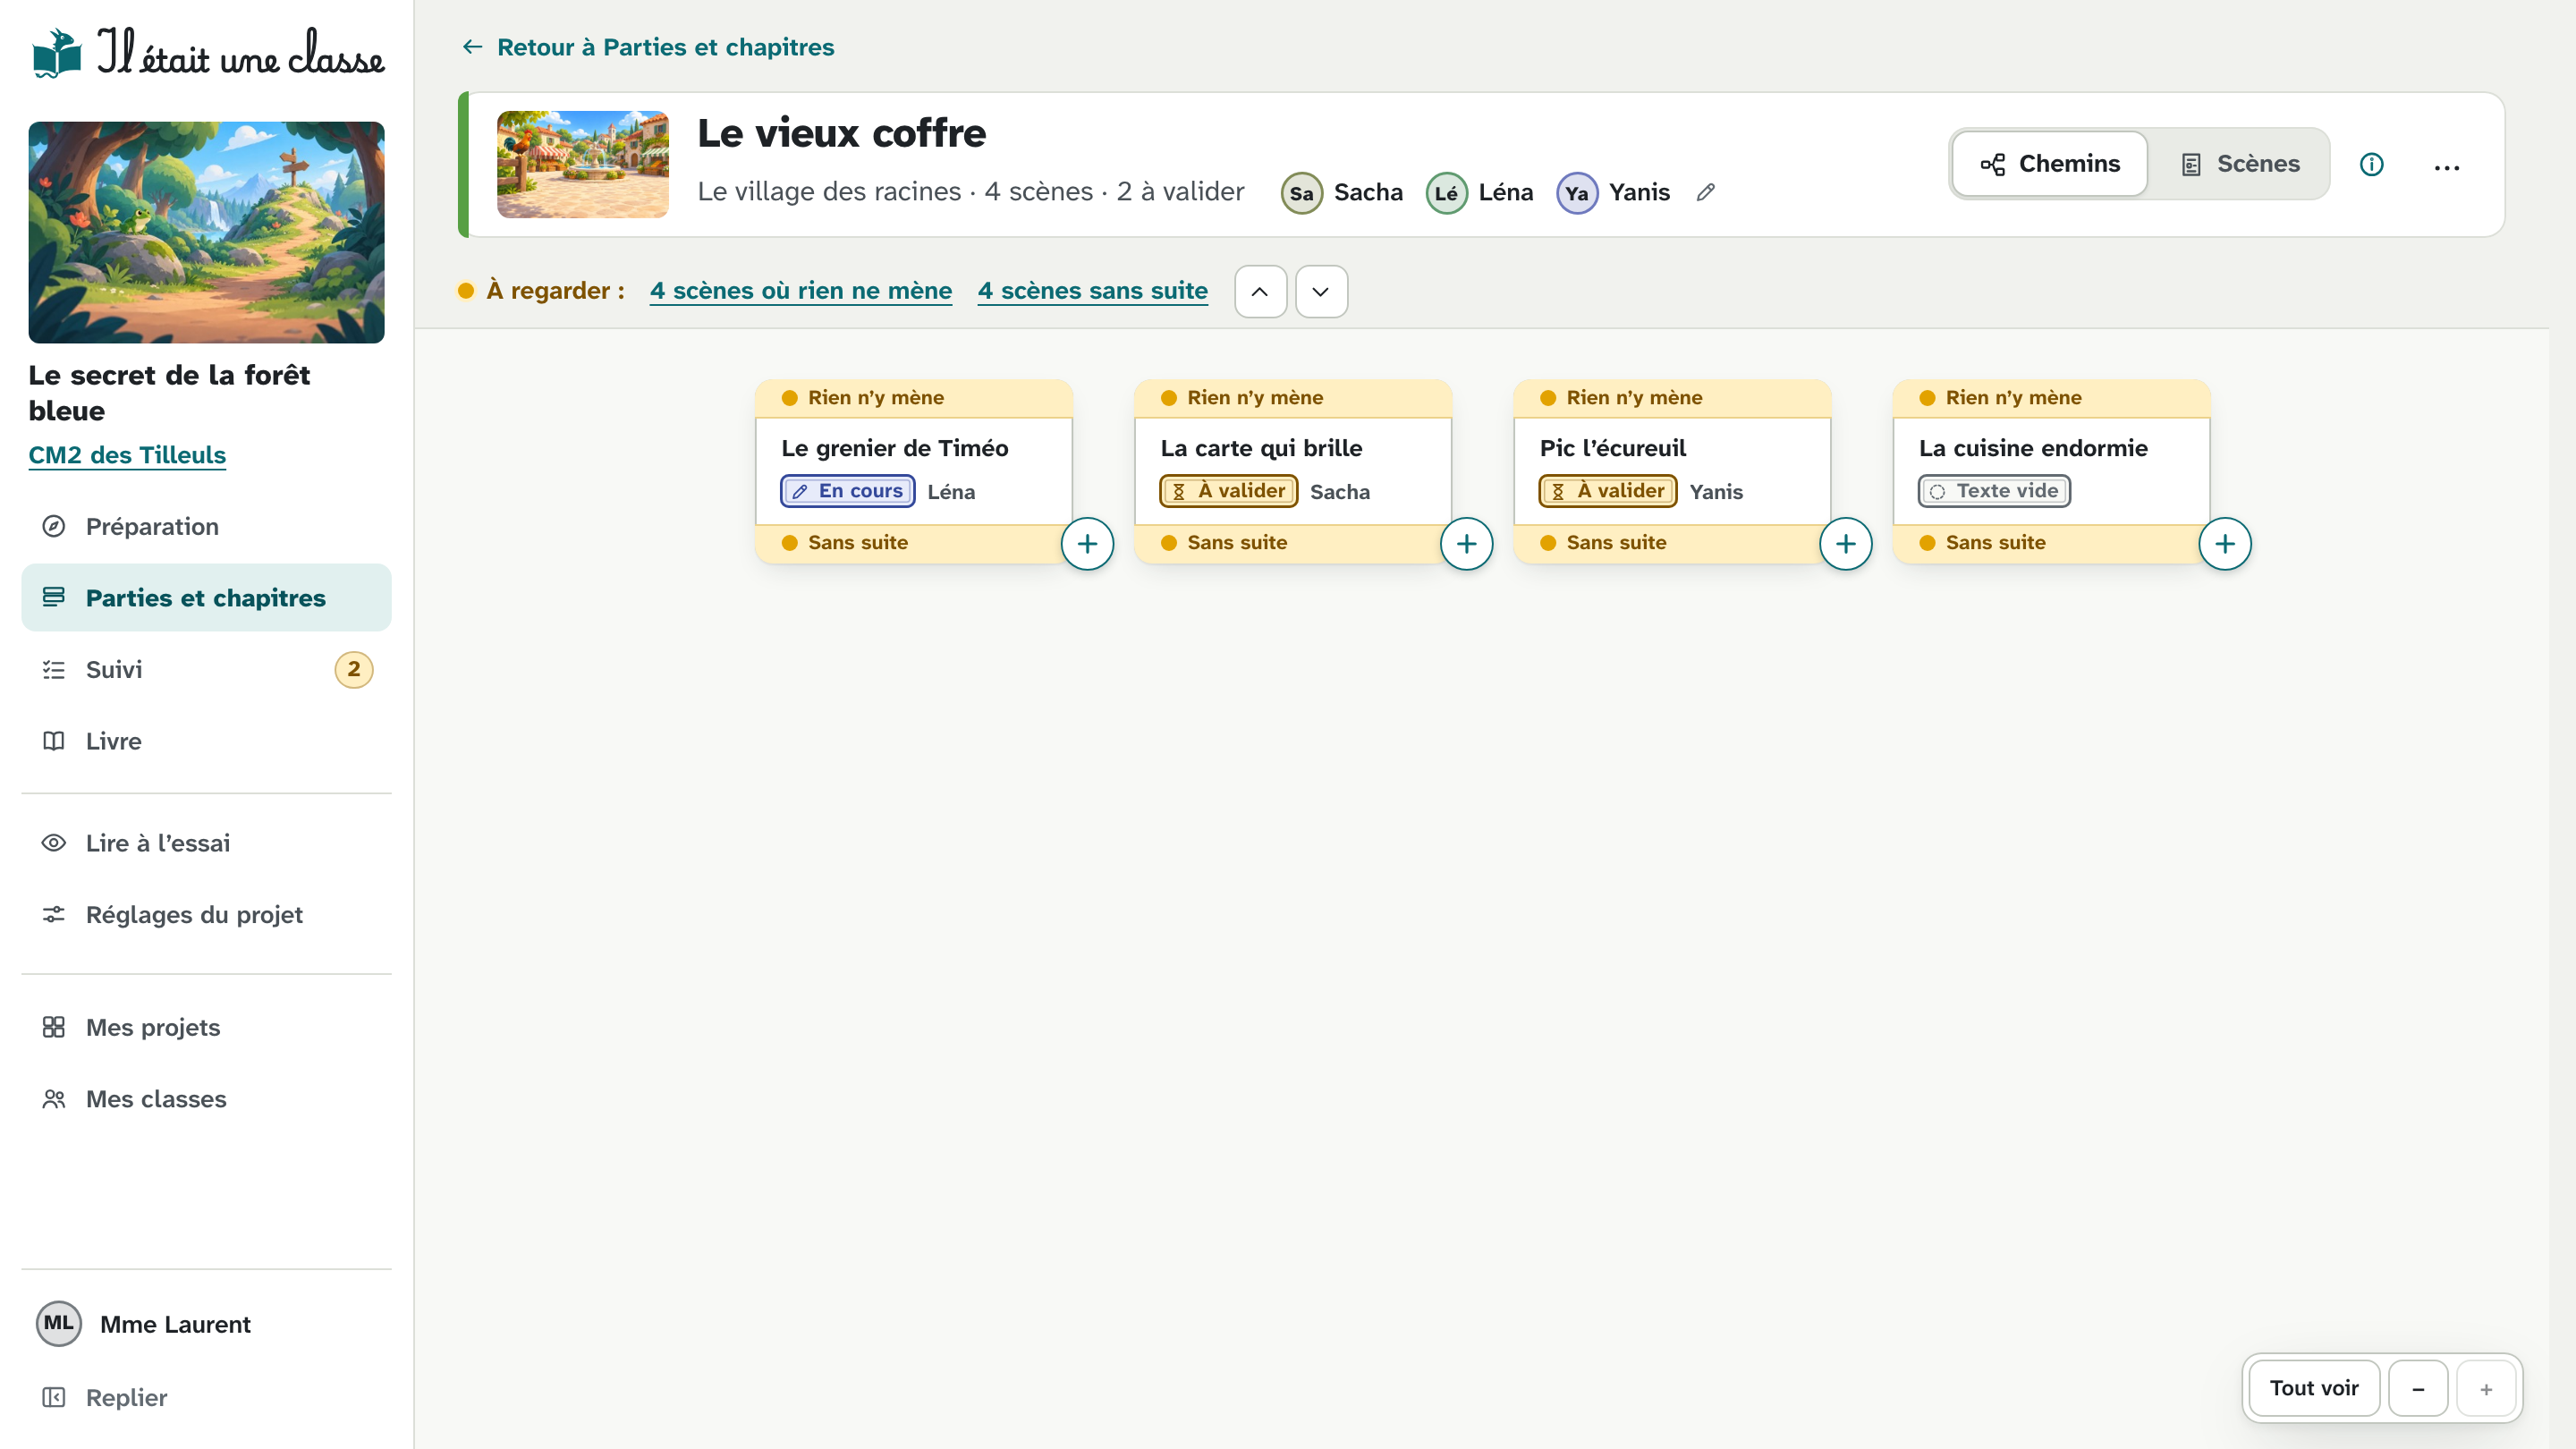 Il était une classe
Le secret de la forêt
bleue
CM2 des Tilleuls
Préparation
Parties et chapitres
Suivi 2
Livre
Lire à l’essai
Réglages du projet
Mes projets
Mes classes
ML Mme Laurent
Replier
← Retour à Parties et chapitres
Le vieux coffre
Le village des racines · 4 scènes · 2 à valider Sa Sacha Lé Léna Ya Yanis
Chemins Scènes
À regarder : 4 scènes où rien ne mène 4 scènes sans suite
Rien n’y mène
Le grenier de Timéo
En cours Léna
Sans suite
Rien n’y mène
La carte qui brille
À valider Sacha
Sans suite
Rien n’y mène
Pic l’écureuil
À valider Yanis
Sans suite
Rien n’y mène
La cuisine endormie
Texte vide
Sans suite
Tout voir − +